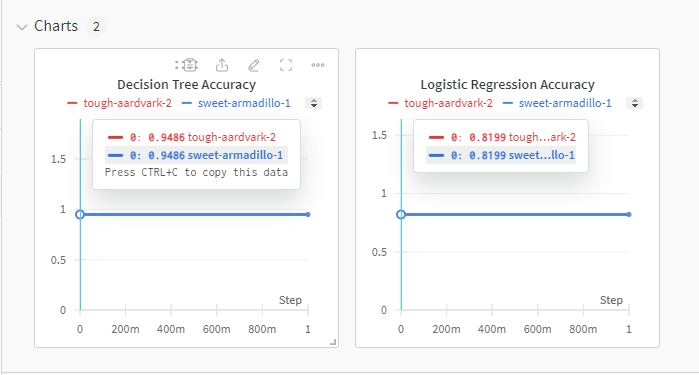 Charts 2
Decision Tree Accuracy
tough-aardvark-2 sweet-armadillo-1
0: 0.9486 tough-aardvark-2
0: 0.9486 sweet-armadillo-1
Press CTRL+C to copy this data
1.5
1
0.5
0
Step
0 200m 400m 600m 800m 1
Logistic Regression Accuracy
tough-aardvark-2 sweet-armadillo-1
0: 0.8199 tough...ark-2
0: 0.8199 sweet...llo-1
1.5
1
0.5
0
Step
0 200m 400m 600m 800m 1